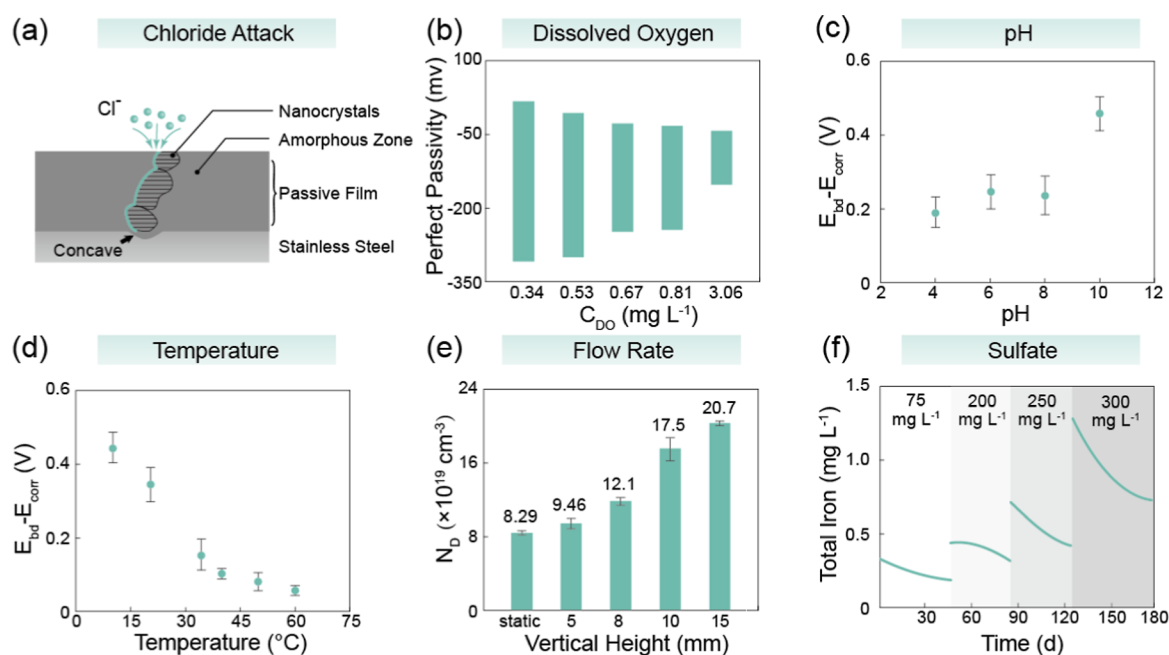 (a)
Chloride Attack
Cl⁻
Nanocrystals
Amorphous Zone
Passive Film
Concave
Stainless Steel
(b)
Dissolved Oxygen
Perfect Passivity (mv)
100
-50
-200
-350
0.34 0.53 0.67 0.81 3.06
C_DO (mg L⁻¹)
(c)
pH
E_bd-E_corr (V)
0.6
0.4
0.2
0
2 4 6 8 10 12
pH
(d)
Temperature
E_bd-E_corr (V)
0.6
0.4
0.2
0
0 15 30 45 60 75
Temperature (°C)
(e)
Flow Rate
N_D (×10¹⁹ cm⁻³)
24
16
8
0
8.29
9.46
12.1
17.5
20.7
static 5 8 10 15
Vertical Height (mm)
(f)
Sulfate
Total Iron (mg L⁻¹)
1.5
1.0
0.5
0
75
mg L⁻¹
200
mg L⁻¹
250
mg L⁻¹
300
mg L⁻¹
30 60 90 120 150 180
Time (d)